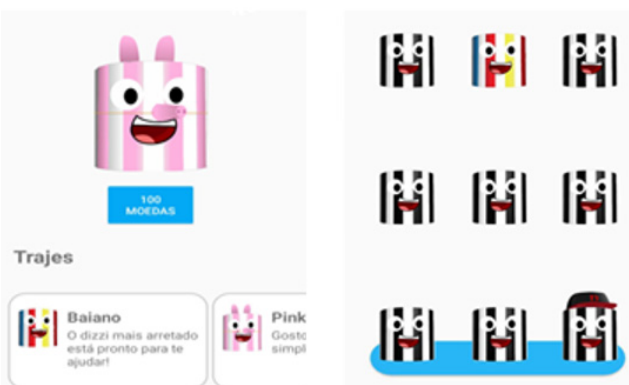 100
MOEDAS
Trajes
Baiano
O dizzi mais arretado
está pronto para te
ajudar!
Pink
Gosto
simpl